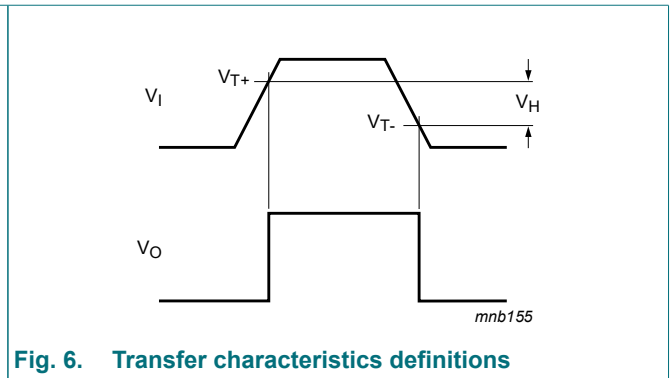 VT+
VI
VH
VT-
VO
mnb155
Fig. 6. Transfer characteristics definitions